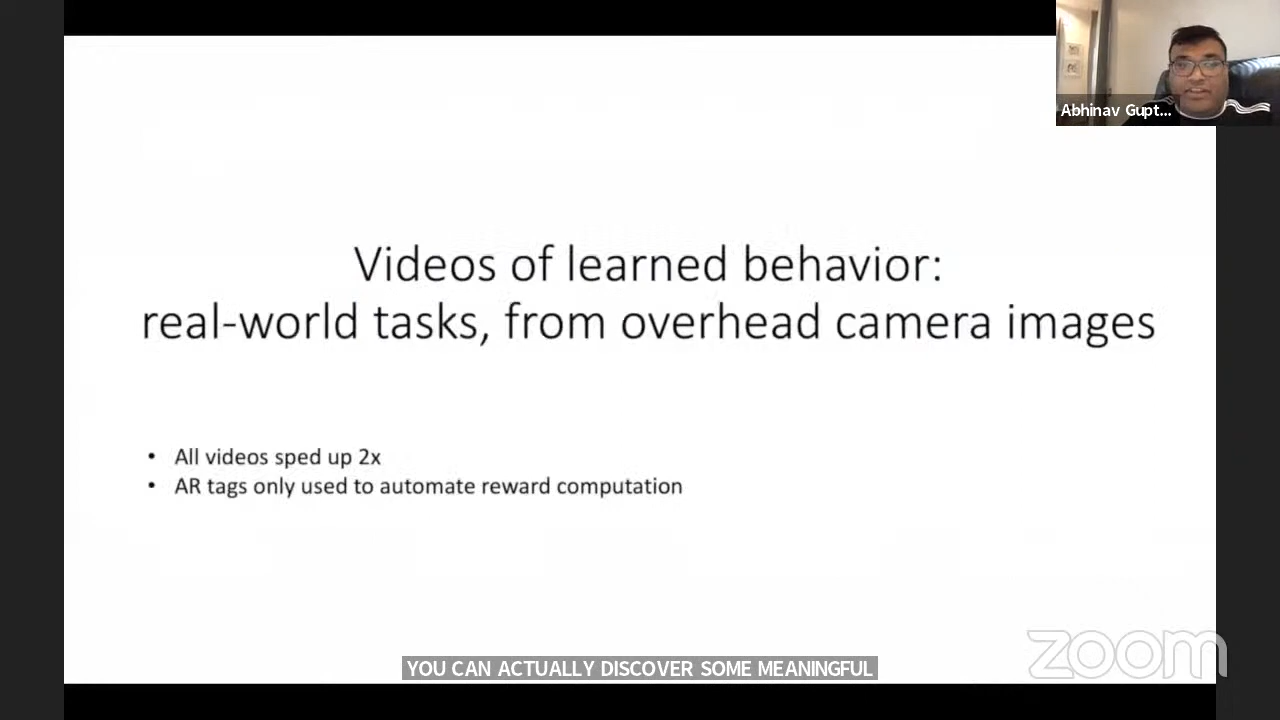 Abhinav Gupt...
Videos of learned behavior:
real-world tasks, from overhead camera images
• All videos sped up 2x
• AR tags only used to automate reward computation
zoom
YOU CAN ACTUALLY DISCOVER SOME MEANINGFUL